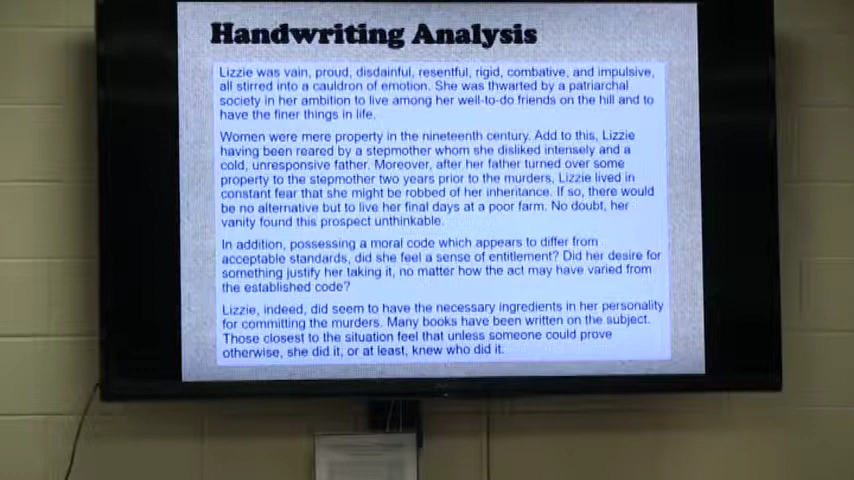 Handwriting Analysis
Lizzie was vain, proud, disdainful, resentful, rigid, combative, and impulsive,
all stirred into a cauldron of emotion. She was thwarted by a patriarchal
society in her ambition to live among her well-to-do friends on the hill and to
have the finer things in life.
Women were mere property in the nineteenth century. Add to this, Lizzie
having been reared by a stepmother whom she disliked intensely and a
cold, unresponsive father. Moreover, after her father turned over some
property to the stepmother two years prior to the murders, Lizzie lived in
constant fear that she might be robbed of her inheritance. If so, there would
be no alternative but to live her final days at a poor farm. No doubt, her
vanity found this prospect unthinkable.
In addition, possessing a moral code which appears to differ from
acceptable standards, did she feel a sense of entitlement? Did her desire for
something justify her taking it, no matter how the act may have varied from
the established code?
Lizzie, indeed, did seem to have the necessary ingredients in her personality
for committing the murders. Many books have been written on the subject.
Those closest to the situation feel that unless someone could prove
otherwise, she did it, or at least, knew who did it.